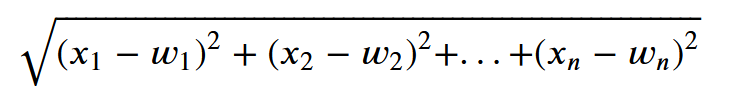 √((x₁ − w₁)² + (x₂ − w₂)²+. . . +(xₙ − wₙ)²)